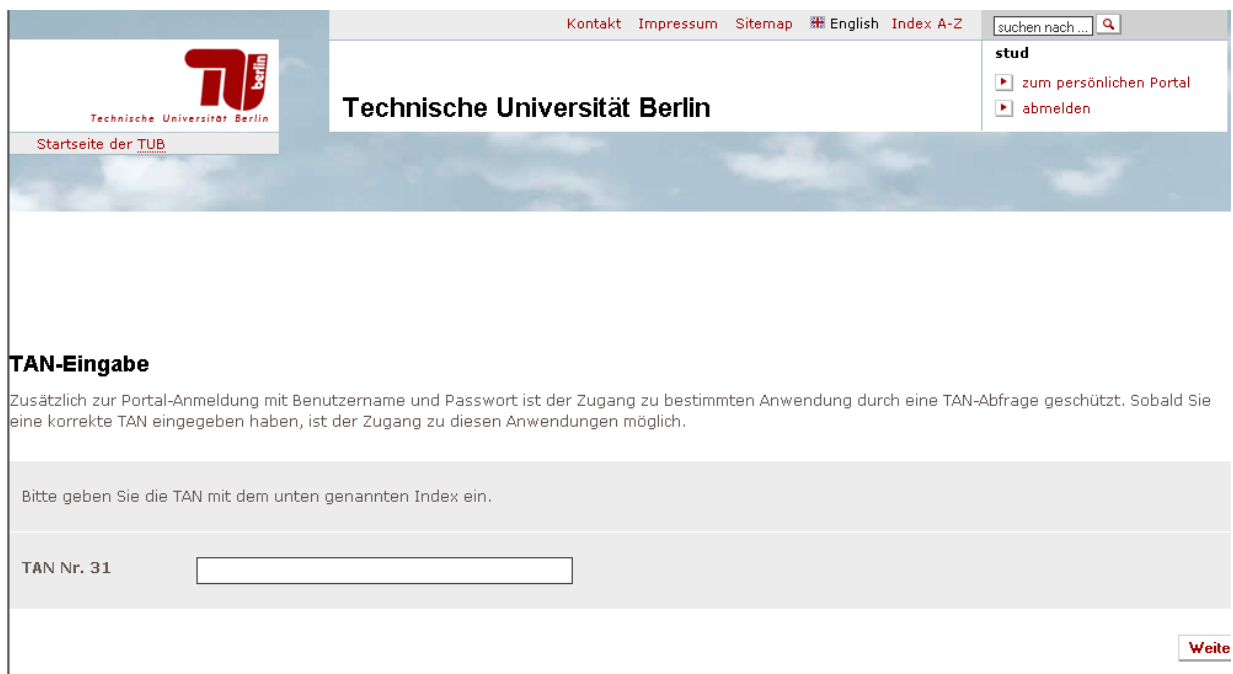 Kontakt Impressum Sitemap English Index A-Z suchen nach ...
berlin
Technische Universität Berlin
Startseite der TUB
Technische Universität Berlin
stud
zum persönlichen Portal
abmelden
TAN-Eingabe
Zusätzlich zur Portal-Anmeldung mit Benutzername und Passwort ist der Zugang zu bestimmten Anwendung durch eine TAN-Abfrage geschützt. Sobald Sie
eine korrekte TAN eingegeben haben, ist der Zugang zu diesen Anwendungen möglich.
Bitte geben Sie die TAN mit dem unten genannten Index ein.
TAN Nr. 31
Weite